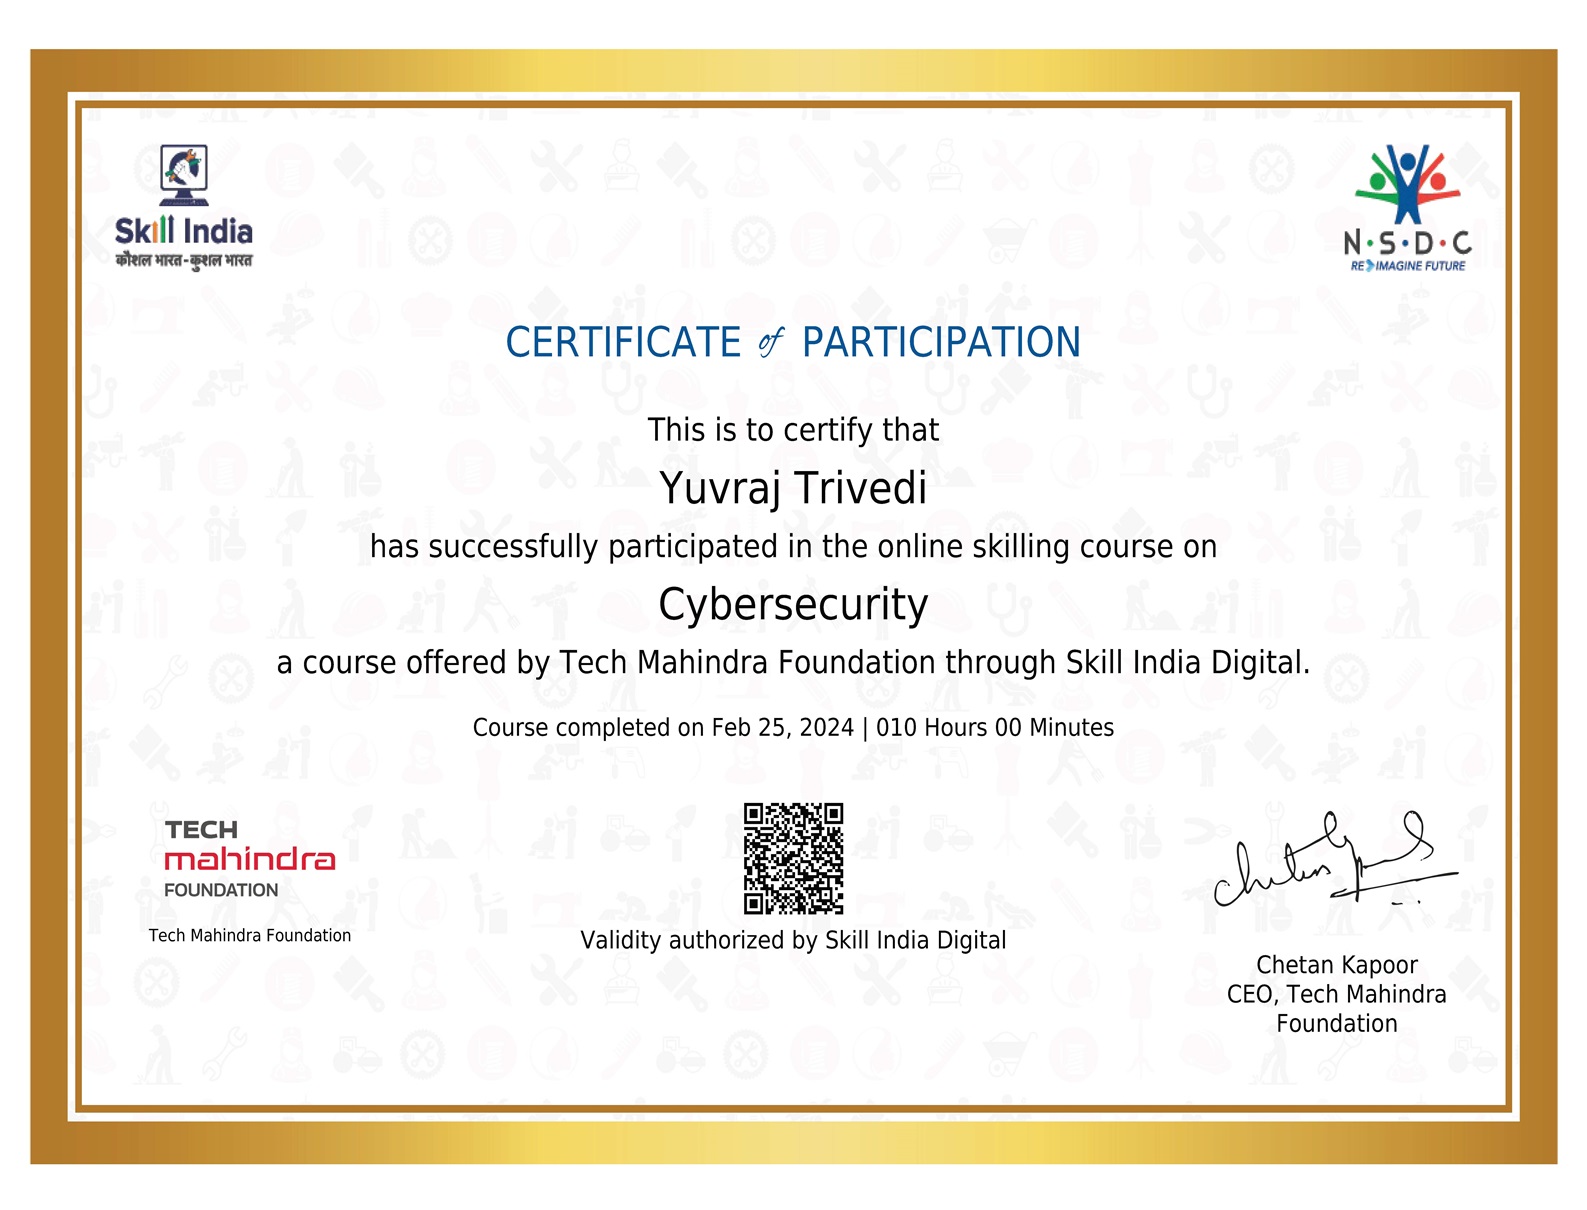 Skill India
कौशल भारत-कुशल भारत
N·S·D·C
RE IMAGINE FUTURE
CERTIFICATE of PARTICIPATION
This is to certify that
Yuvraj Trivedi
has successfully participated in the online skilling course on
Cybersecurity
a course offered by Tech Mahindra Foundation through Skill India Digital.
Course completed on Feb 25, 2024 | 010 Hours 00 Minutes
TECH
mahindra
FOUNDATION
Tech Mahindra Foundation
Validity authorized by Skill India Digital
Chetan Kapoor
CEO, Tech Mahindra
Foundation